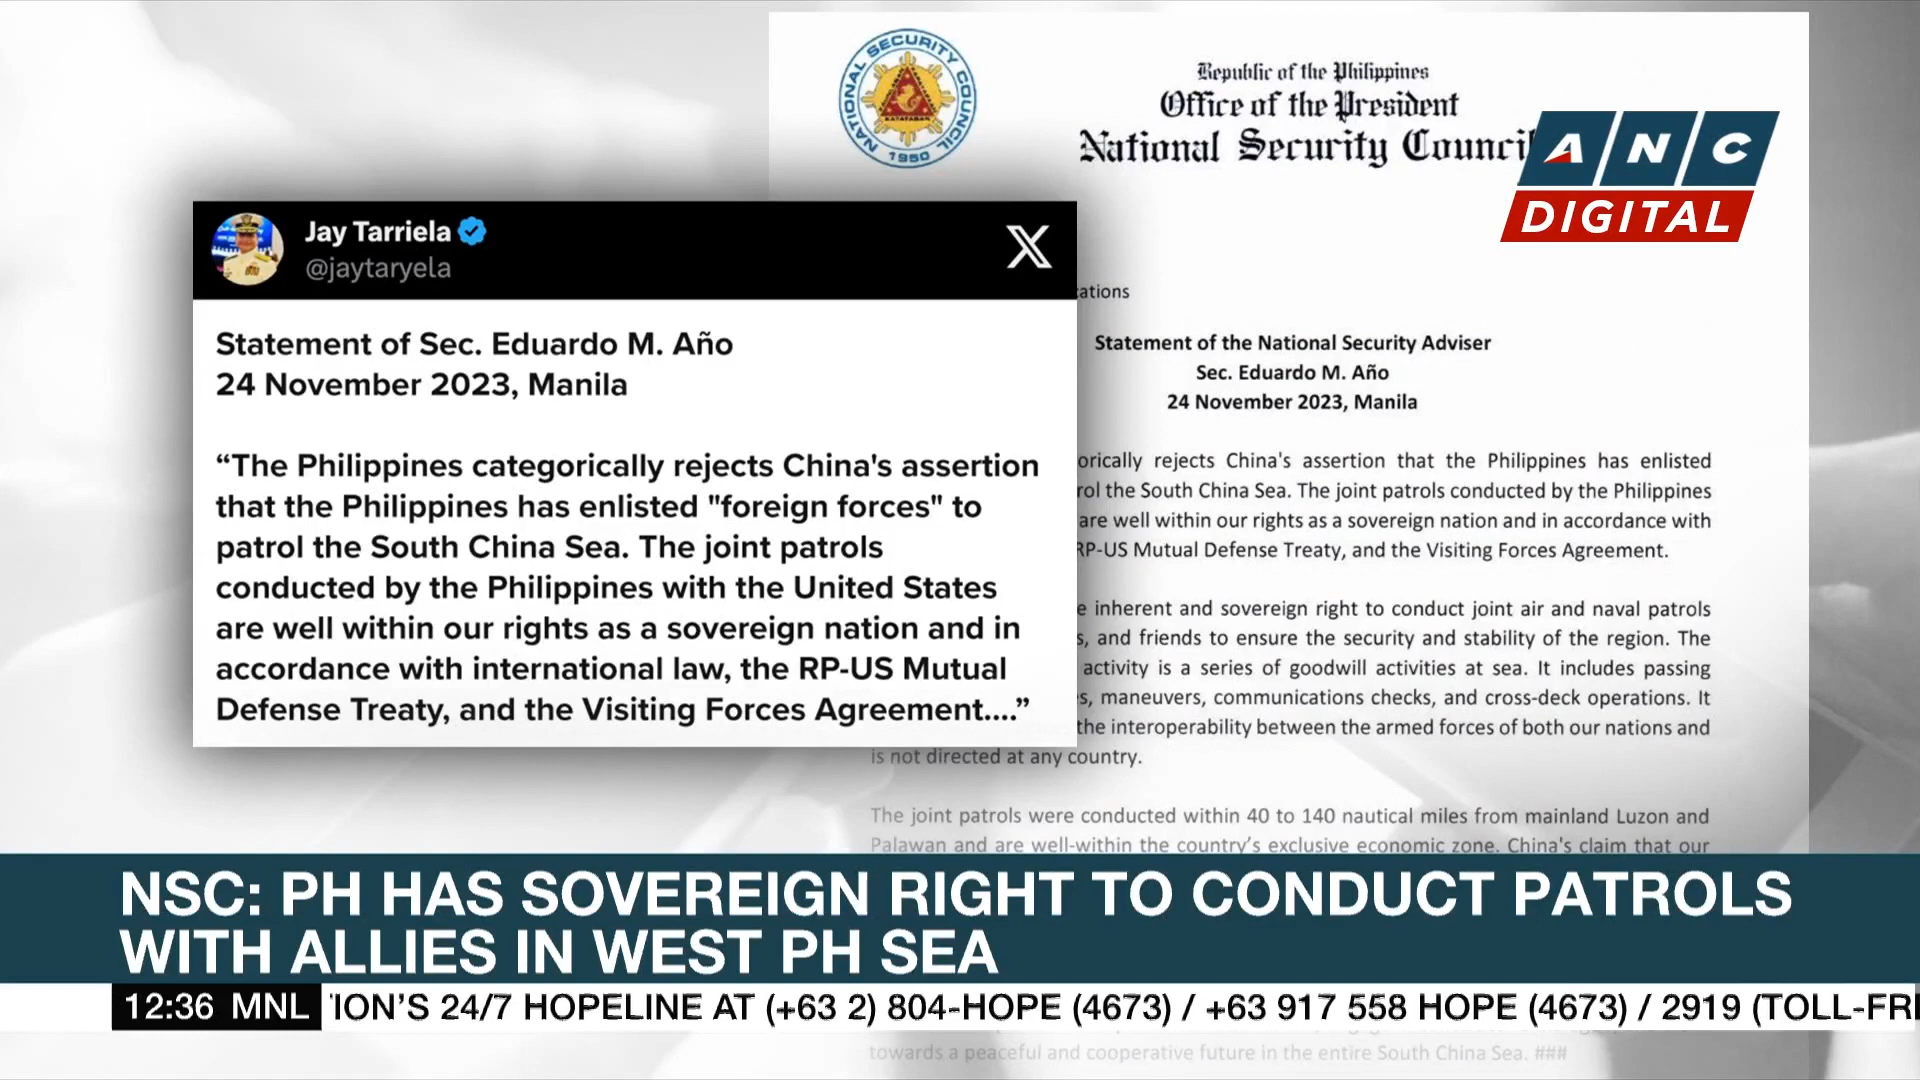 NATIONAL SECURITY COUNCIL
1950
Republic of the Philippines
Office of the President
National Security Council
ANC
DIGITAL
Jay Tarriela
@jaytaryela
X
Statement of Sec. Eduardo M. Año
24 November 2023, Manila
“The Philippines categorically rejects China's assertion
that the Philippines has enlisted "foreign forces" to
patrol the South China Sea. The joint patrols
conducted by the Philippines with the United States
are well within our rights as a sovereign nation and in
accordance with international law, the RP-US Mutual
Defense Treaty, and the Visiting Forces Agreement....”
ations
Statement of the National Security Adviser
Sec. Eduardo M. Año
24 November 2023, Manila
orically rejects China's assertion that the Philippines has enlisted
rol the South China Sea. The joint patrols conducted by the Philippines
are well within our rights as a sovereign nation and in accordance with
RP-US Mutual Defense Treaty, and the Visiting Forces Agreement.
e inherent and sovereign right to conduct joint air and naval patrols
s, and friends to ensure the security and stability of the region. The
activity is a series of goodwill activities at sea. It includes passing
s, maneuvers, communications checks, and cross-deck operations. It
the interoperability between the armed forces of both our nations and
is not directed at any country.
The joint patrols were conducted within 40 to 140 nautical miles from mainland Luzon and
Palawan and are well-within the country's exclusive economic zone. China's claim that our
NSC: PH HAS SOVEREIGN RIGHT TO CONDUCT PATROLS
WITH ALLIES IN WEST PH SEA
12:36 MNL
TION'S 24/7 HOPELINE AT (+63 2) 804-HOPE (4673) / +63 917 558 HOPE (4673) / 2919 (TOLL-FR
towards a peaceful and cooperative future in the entire South China Sea. ###